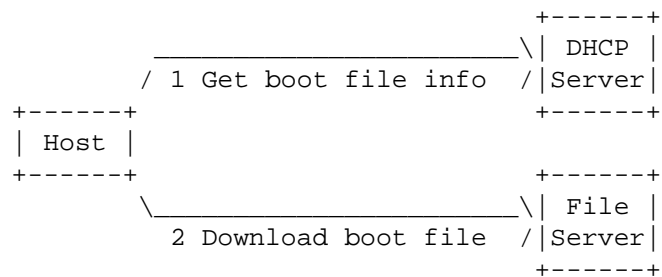 DHCP
1 Get boot file info
Server
Host
File
2 Download boot file
Server